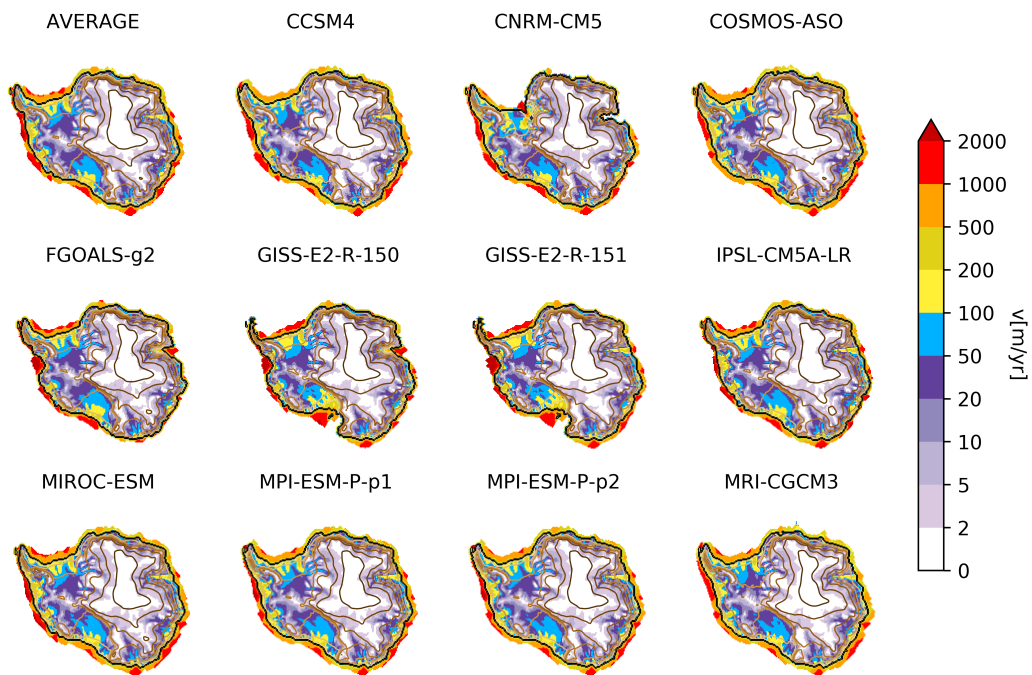 AVERAGE
CCSM4
CNRM-CM5
COSMOS-ASO
FGOALS-g2
GISS-E2-R-150
GISS-E2-R-151
IPSL-CM5A-LR
MIROC-ESM
MPI-ESM-P-p1
MPI-ESM-P-p2
MRI-CGCM3
2000
1000
500
200
100
50
20
10
5
2
0
v[m/yr]